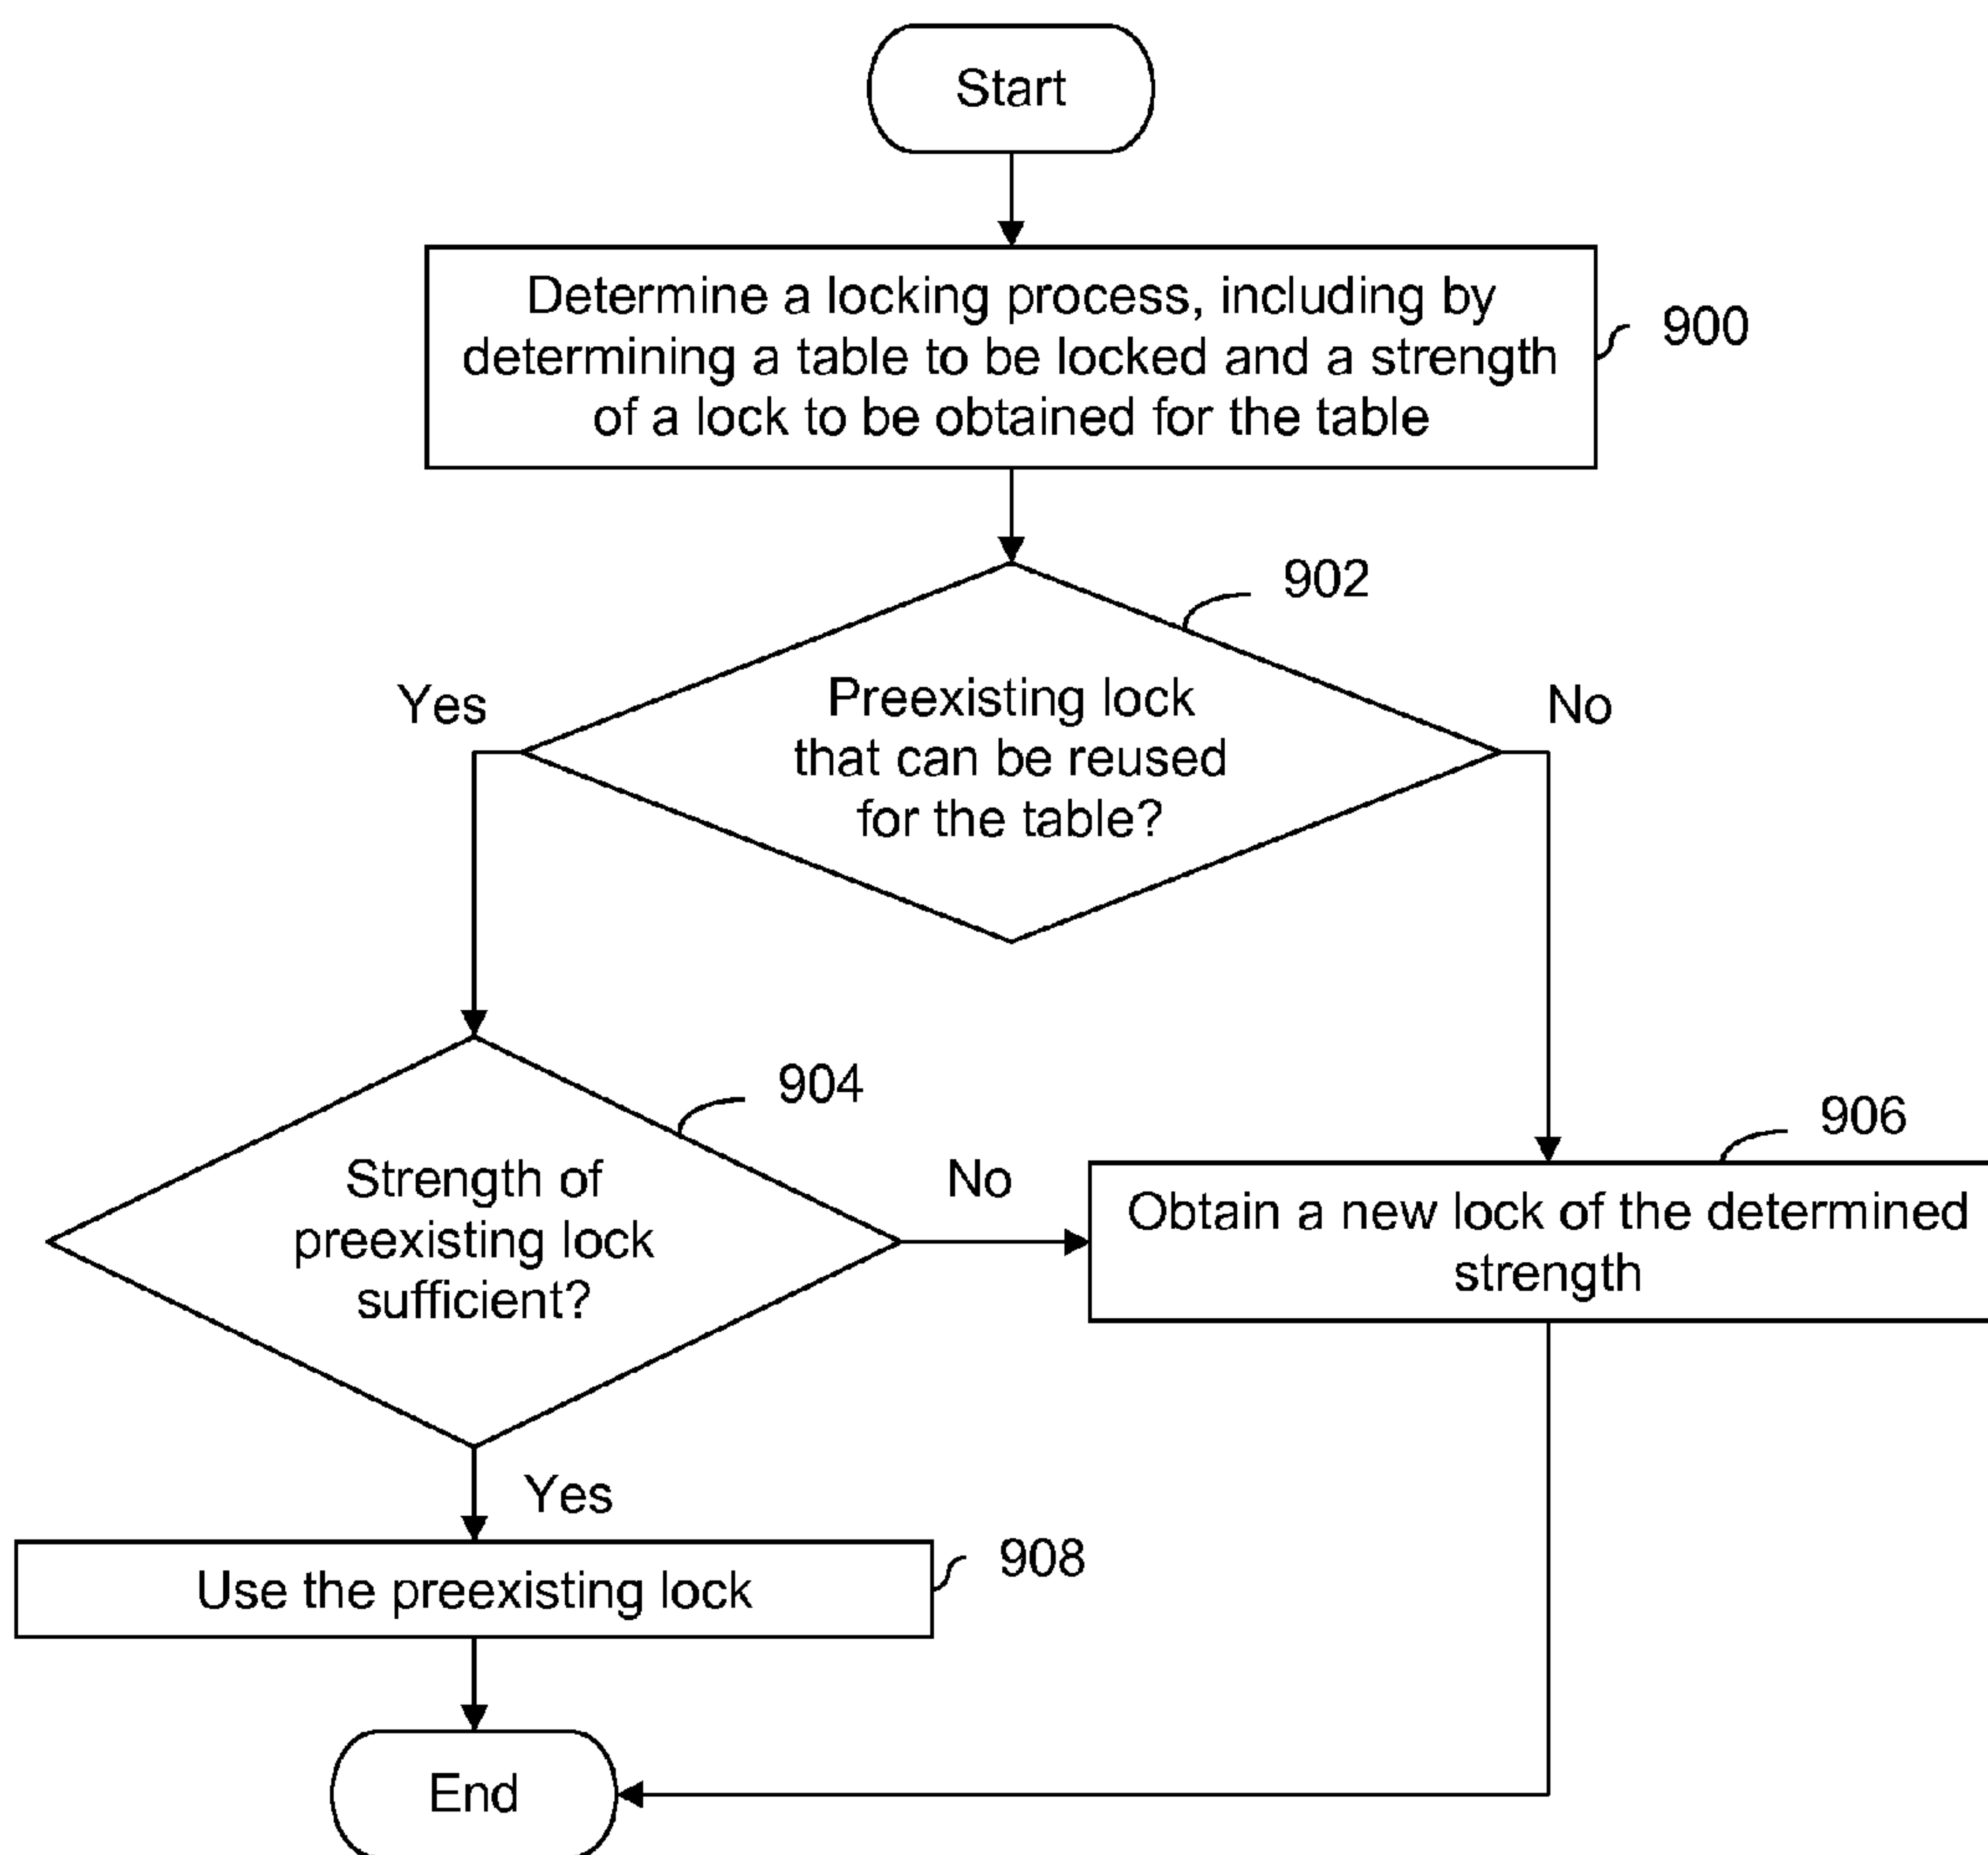 Start
Determine a locking process, including by
determining a table to be locked and a strength
of a lock to be obtained for the table
900
902
Preexisting lock
that can be reused
for the table?
Yes
No
904
Strength of
preexisting lock
sufficient?
No
906
Obtain a new lock of the determined
strength
Yes
Use the preexisting lock
908
End